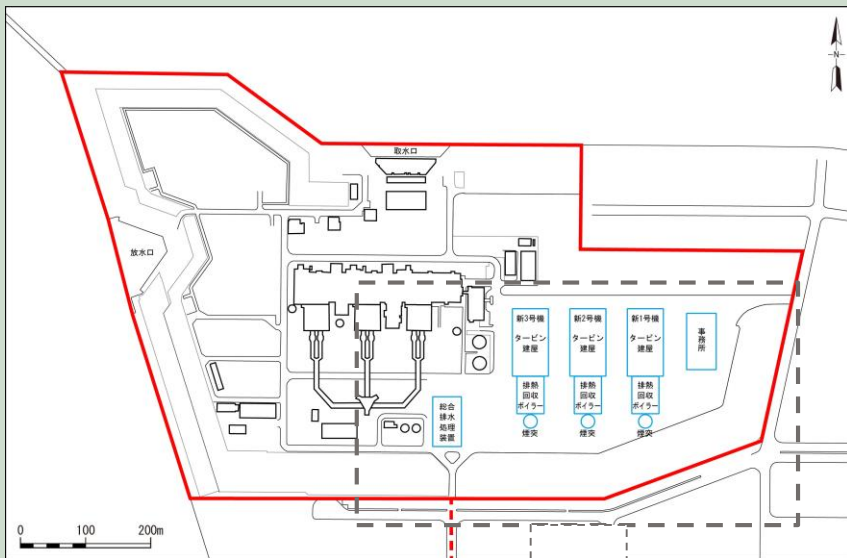 N
取水口
放水口
新3号機
タービン
建屋
排熱
回収
ボイラー
煙突
新2号機
タービン
建屋
排熱
回収
ボイラー
煙突
新1号機
タービン
建屋
排熱
回収
ボイラー
煙突
事
務
所
総合
排水
処理
装置
0 100 200m